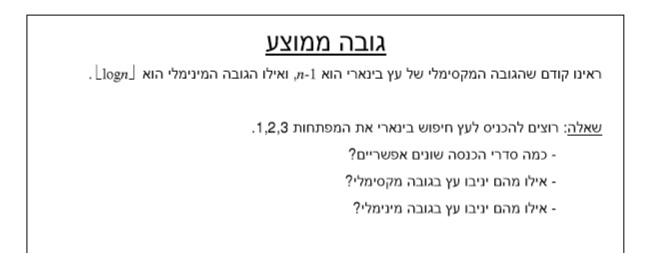 גובה ממוצע
ראינו קודם שהגובה המקסימלי של עץ בינארי הוא n-1, ואילו הגובה המינימלי הוא ⌊logn⌋.
שאלה: רוצים להכניס לעץ חיפוש בינארי את המפתחות 1,2,3.
- כמה סדרי הכנסה שונים אפשריים?
- אילו מהם יניבו עץ בגובה מקסימלי?
- אילו מהם יניבו עץ בגובה מינימלי?